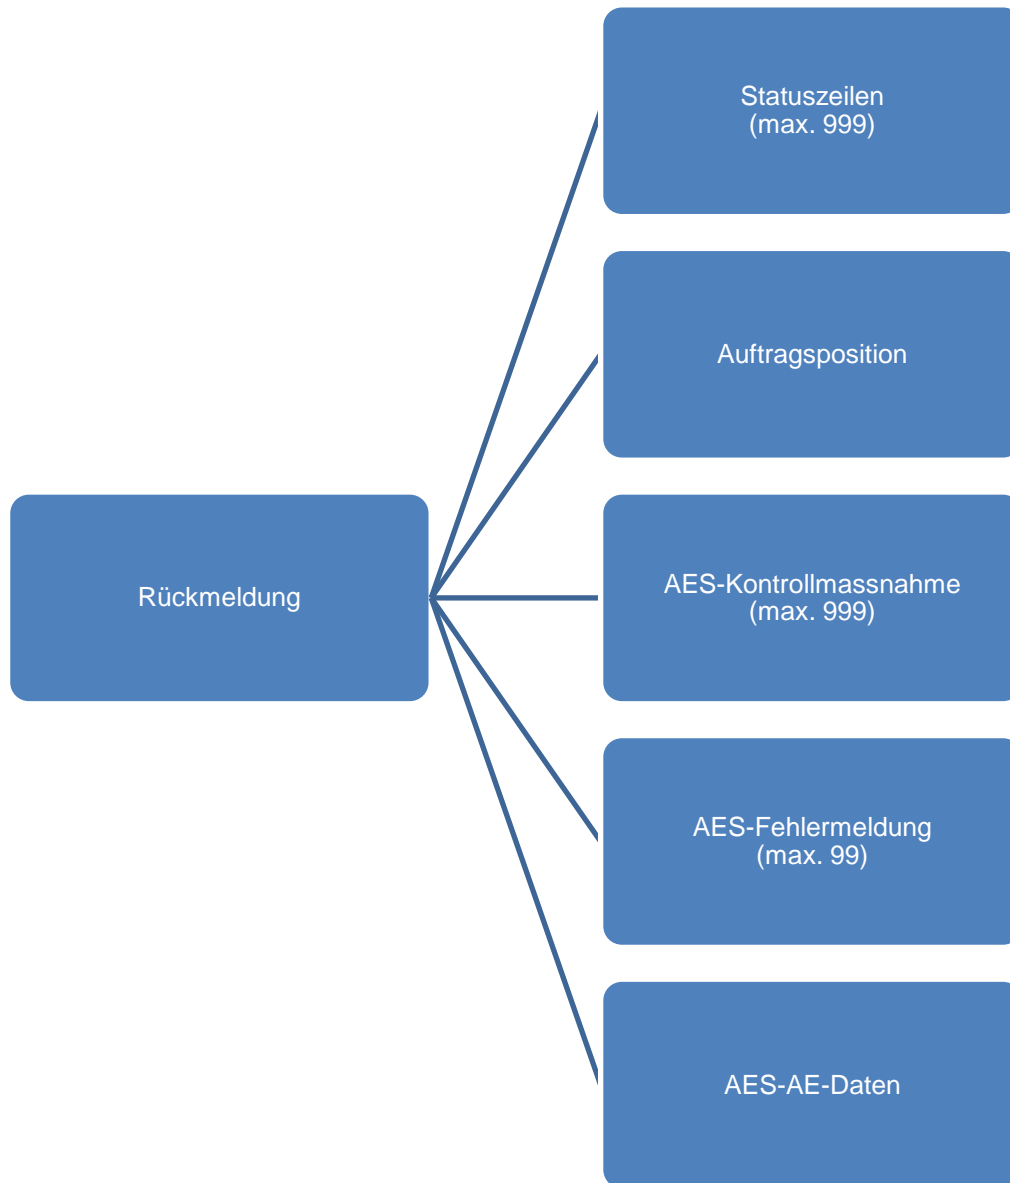 Statuszeilen
(max. 999)
Auftragsposition
Rückmeldung
AES-Kontrollmassnahme
(max. 999)
AES-Fehlermeldung
(max. 99)
AES-AE-Daten